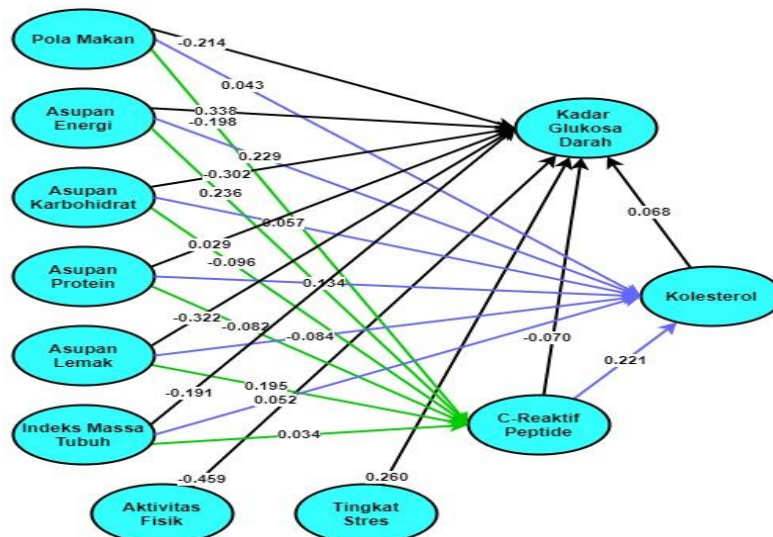 Pola Makan
-0.214
0.043
Asupan
Energi
0.338
-0.198
Kadar
Glukosa
Darah
0.229
Asupan
Karbohidrat
-0.302
0.236
0.057
0.068
Asupan
Protein
0.029
-0.096
0.134
Kolesterol
Asupan
Lemak
-0.322
-0.082
-0.084
-0.070
0.221
Indeks Massa
Tubuh
-0.191
0.195
0.052
0.034
C-Reaktif
Peptide
Aktivitas
Fisik
-0.459
Tingkat
Stres
0.260